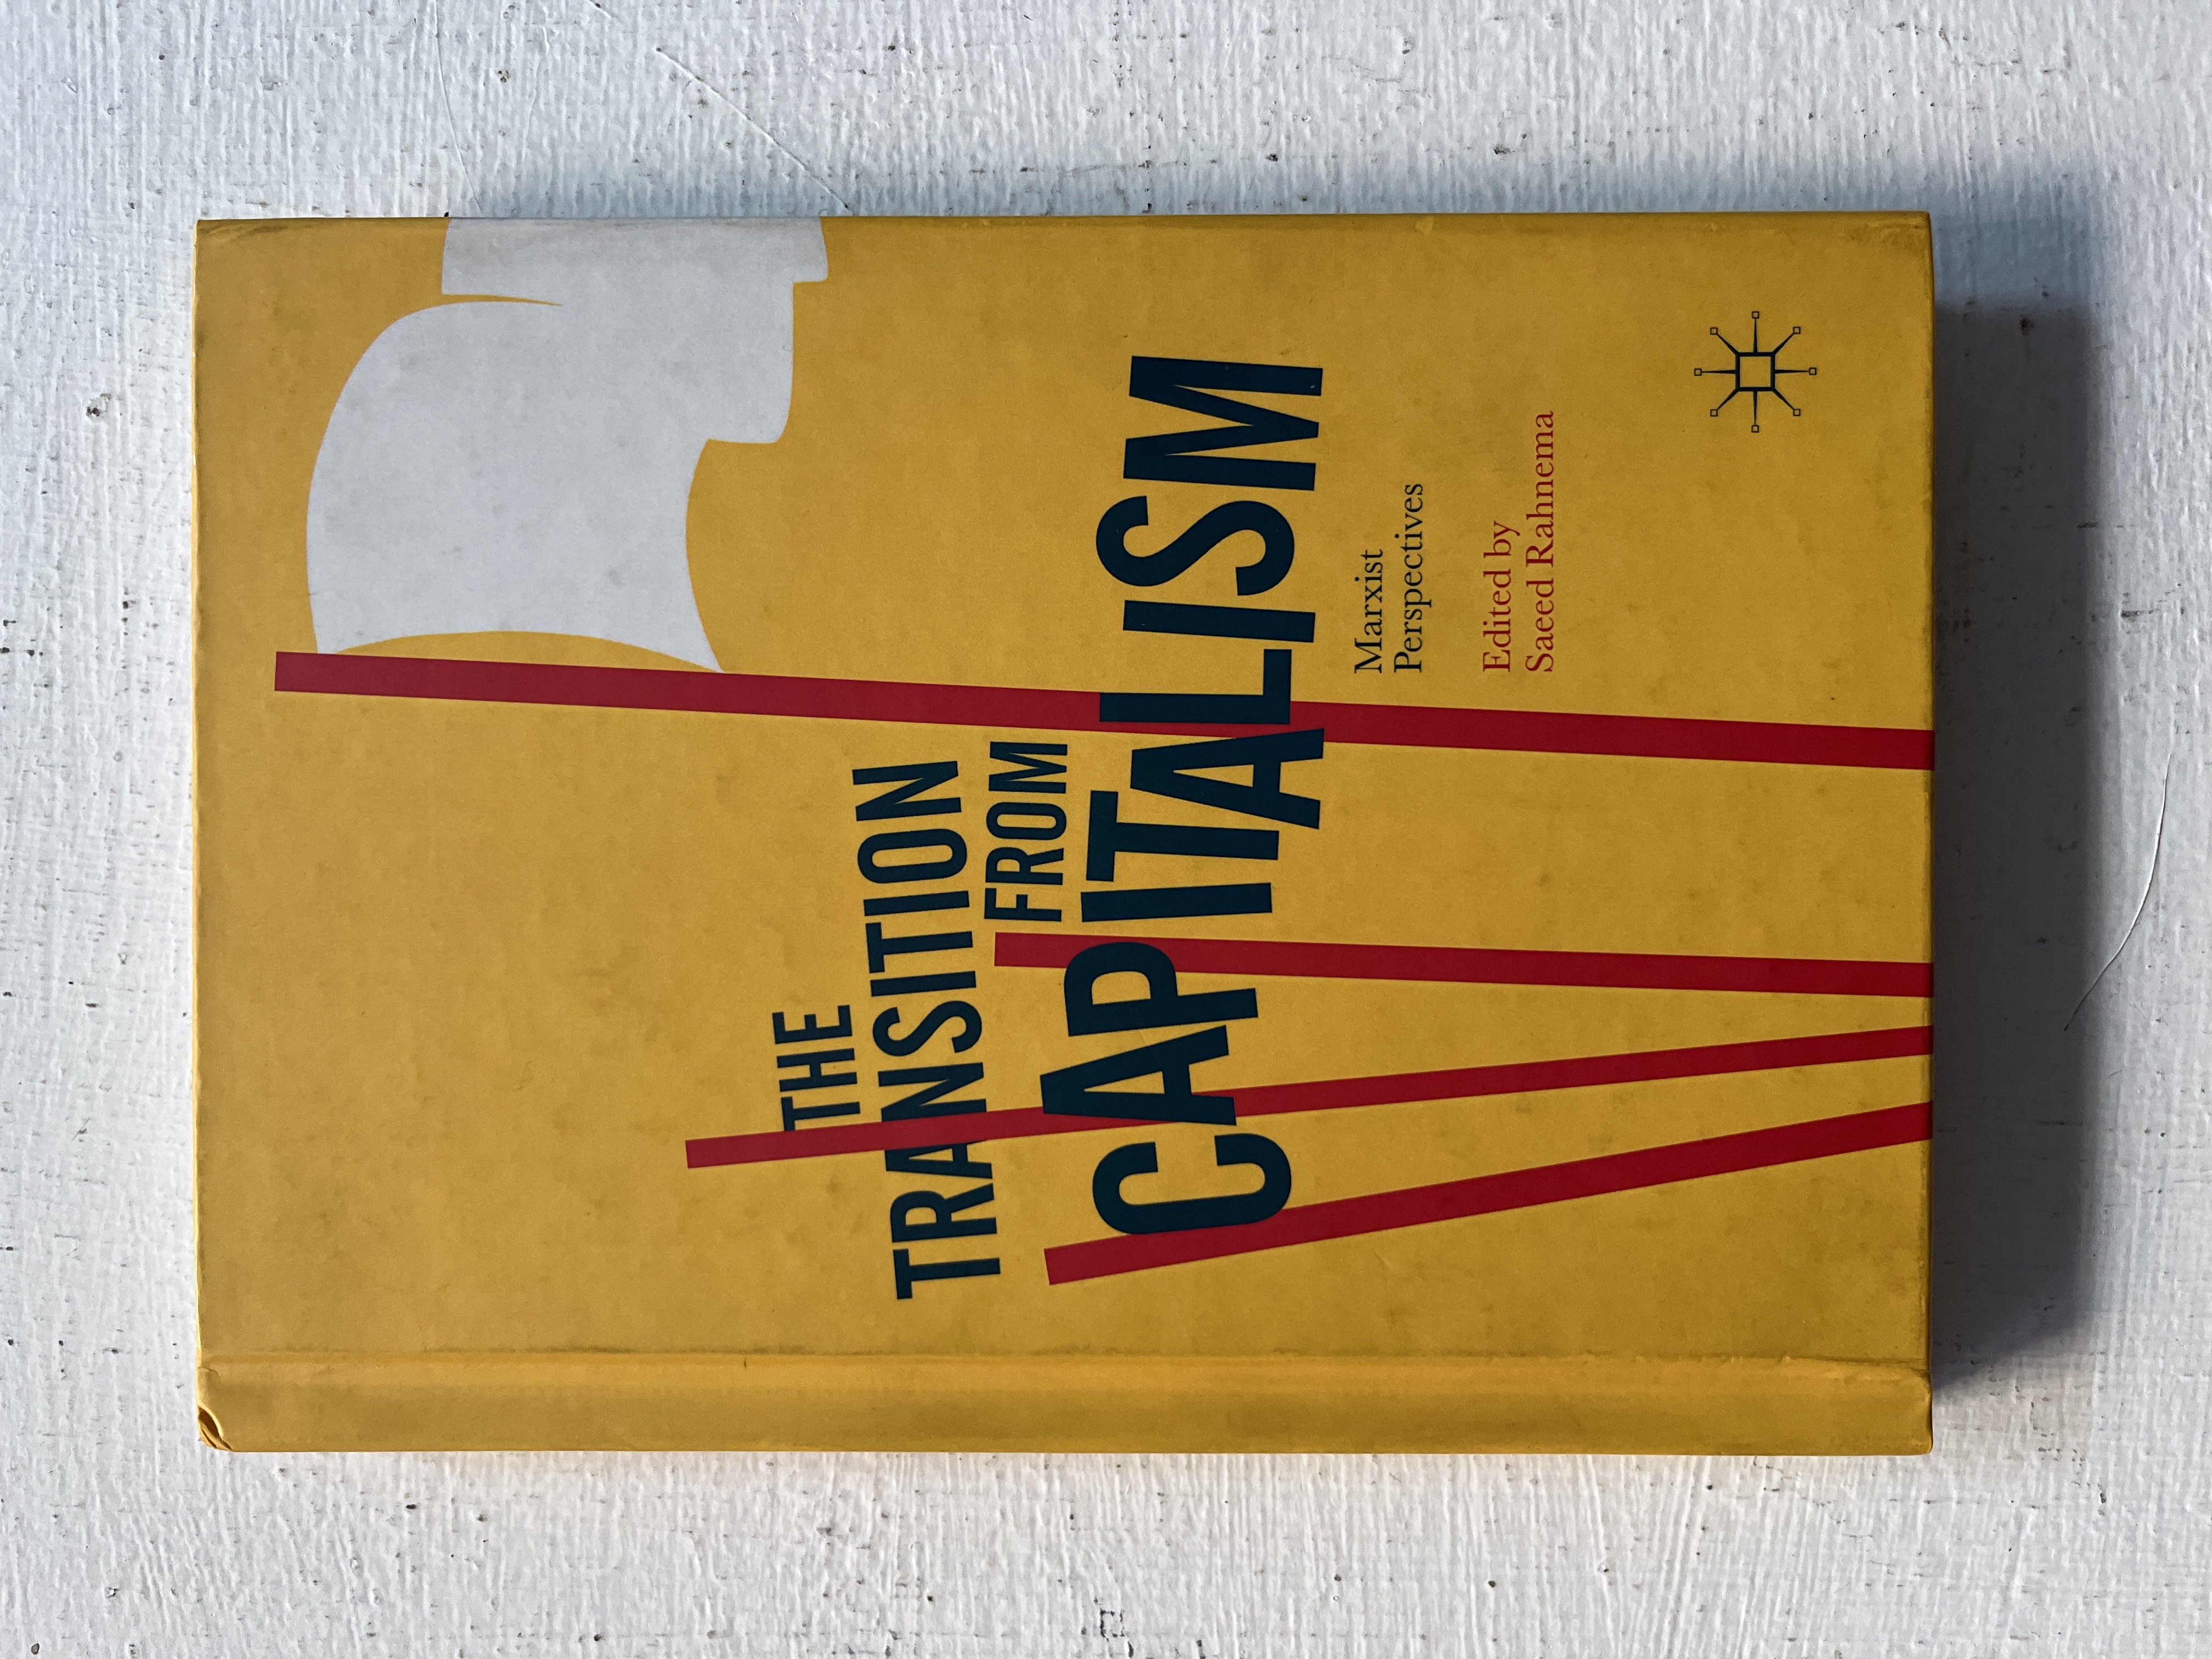 THE
TRANSITION
FROM
CAPITALISM
Marxist
Perspectives
Edited by
Saeed Rahnema